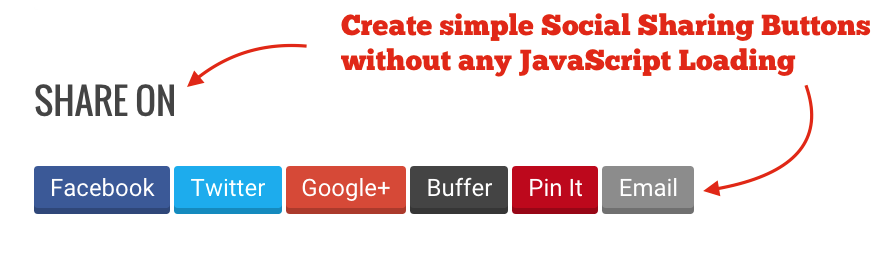 Create simple Social Sharing Buttons
without any JavaScript Loading
SHARE ON
Facebook Twitter Google+ Buffer Pin It Email